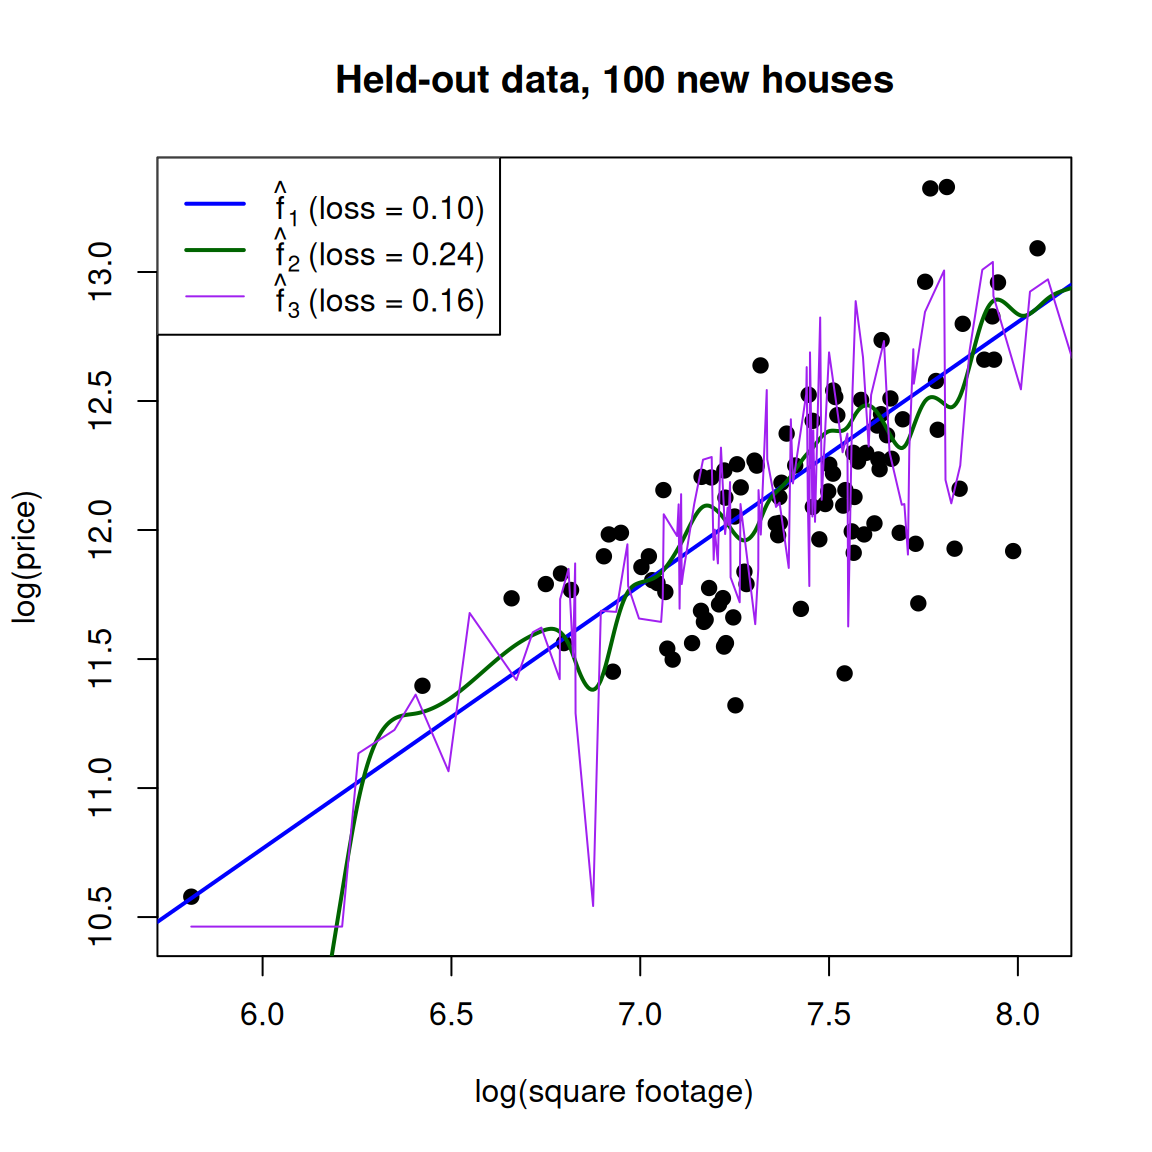 Held-out data, 100 new houses
f̂1 (loss = 0.10)
f̂2 (loss = 0.24)
f̂3 (loss = 0.16)
log(price)
13.0
12.5
12.0
11.5
11.0
10.5
6.0 6.5 7.0 7.5 8.0
log(square footage)